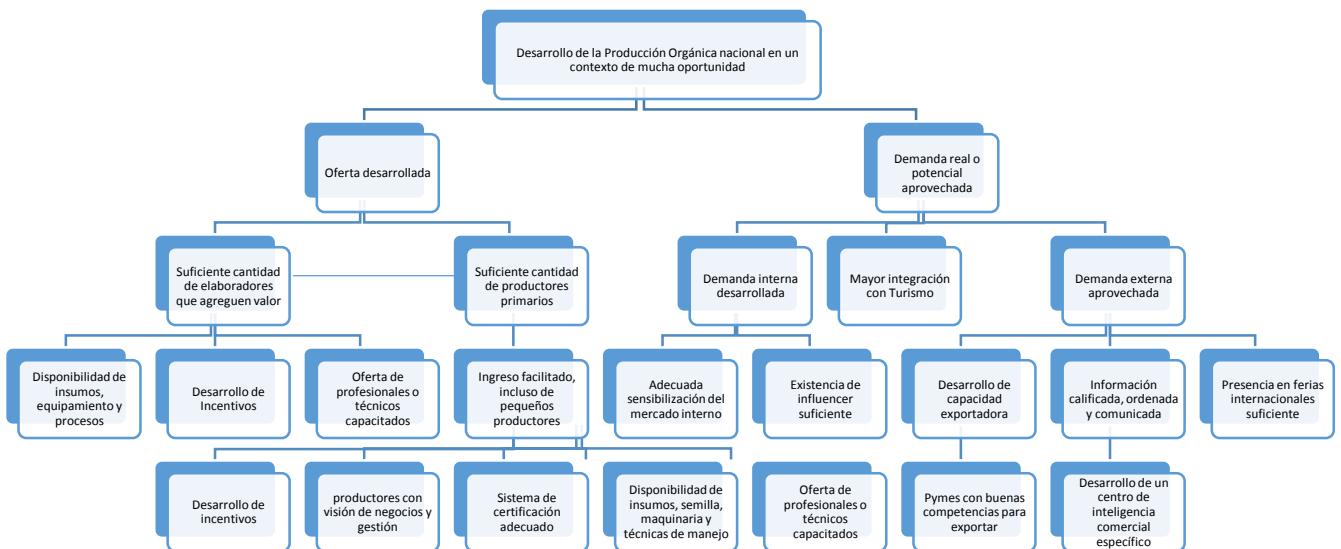 Desarrollo de la Producción Orgánica nacional en un
contexto de mucha oportunidad
Oferta desarrollada
Demanda real o
potencial
aprovechada
Suficiente cantidad
de elaboradores
que agreguen valor
Suficiente cantidad
de productores
primarios
Demanda interna
desarrollada
Mayor integración
con Turismo
Demanda externa
aprovechada
Disponibilidad de
insumos,
equipamiento y
procesos
Desarrollo de
Incentivos
Oferta de
profesionales o
técnicos
capacitados
Ingreso facilitado,
incluso de
pequeños
productores
Adecuada
sensibilización del
mercado interno
Existencia de
influencer
suficiente
Desarrollo de
capacidad
exportadora
Información
calificada, ordenada
y comunicada
Presencia en ferias
internacionales
suficiente
Desarrollo de
incentivos
productores con
visión de negocios y
gestión
Sistema de
certificación
adecuado
Disponibilidad de
insumos, semilla,
maquinaria y
técnicas de manejo
Oferta de
profesionales o
técnicos
capacitados
Pymes con buenas
competencias para
exportar
Desarrollo de un
centro de
inteligencia
comercial
específico